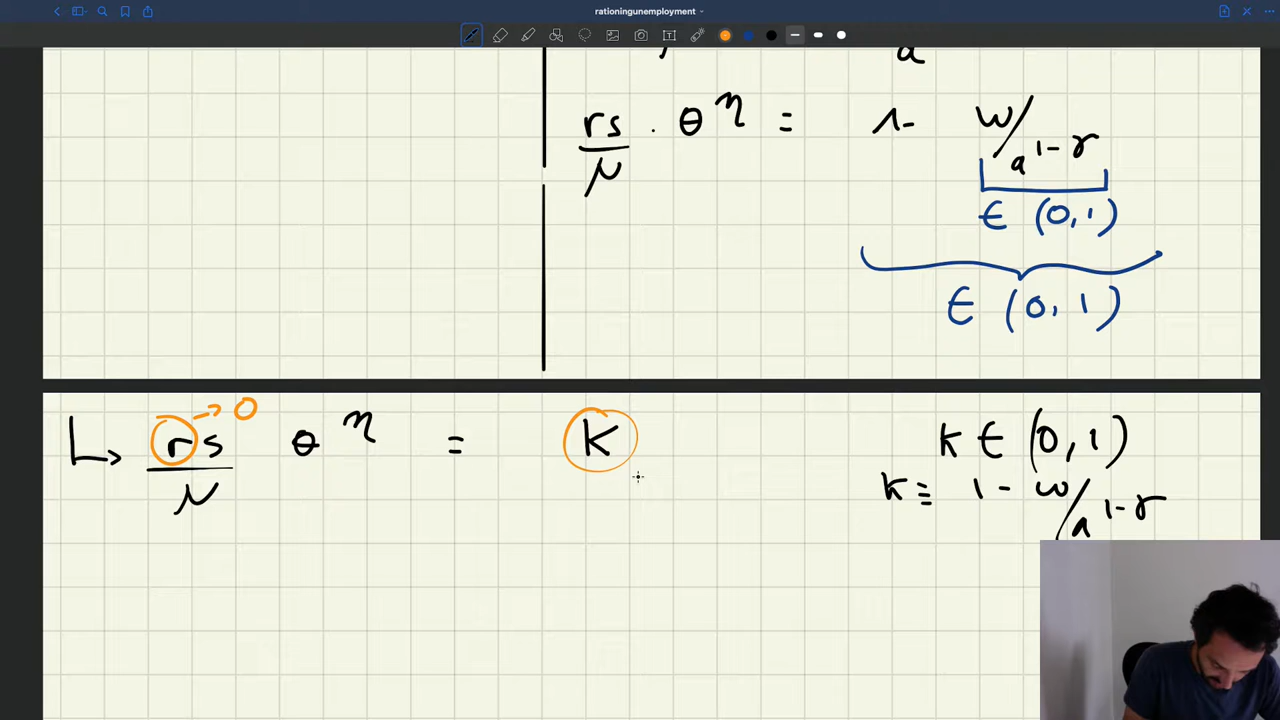 rationingunemployment
a
rs/μ · θ^η = 1 - w/a^{1-γ}
∈ (0,1)
∈ (0,1)
↳ rs/μ θ^η = K
→ 0
K ∈ (0,1)
K ≡ 1 - w/a^{1-γ}